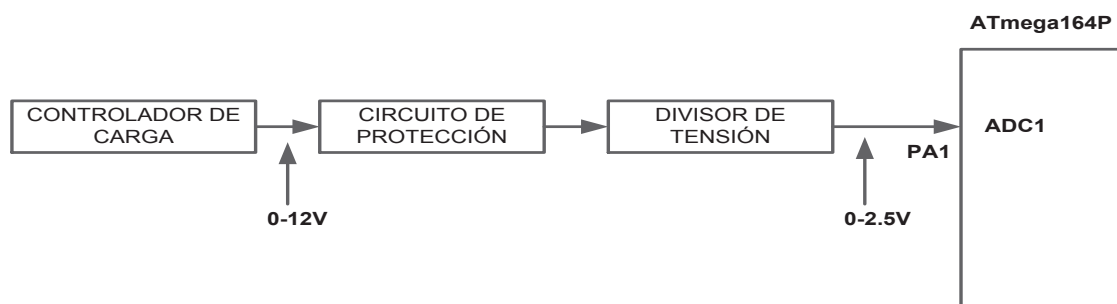 ATmega164P
CONTROLADOR DE
CARGA
CIRCUITO DE
PROTECCIÓN
DIVISOR DE
TENSIÓN
ADC1
PA1
0-12V
0-2.5V